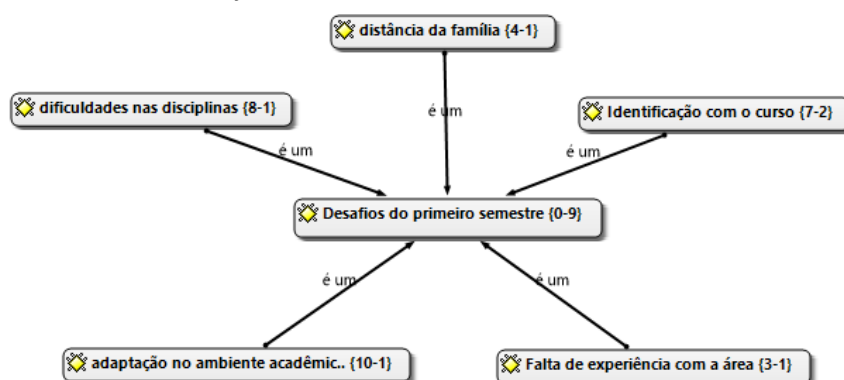 distância da família {4-1}
dificuldades nas disciplinas {8-1}
é um
Identificação com o curso {7-2}
é um
é um
Desafios do primeiro semestre {0-9}
é um
é um
adaptação no ambiente acadêmic.. {10-1}
Falta de experiência com a área {3-1}